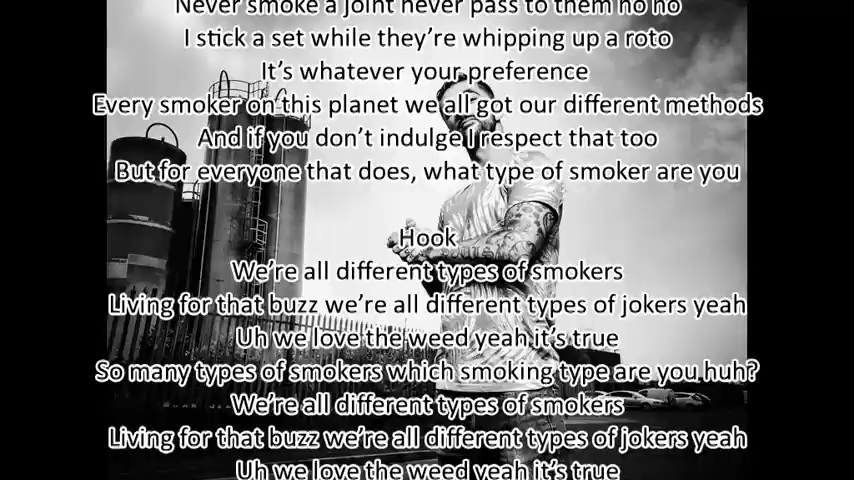 Never smoke a joint never pass to them no no
I stick a set while they're whipping up a roto
It's whatever your preference
Every smoker on this planet we all got our different methods
And if you don't indulge I respect that too
But for everyone that does, what type of smoker are you
Hook
We're all different types of smokers
Living for that buzz we're all different types of jokers yeah
Uh we love the weed yeah it's true
So many types of smokers which smoking type are you huh?
We're all different types of smokers
Living for that buzz we're all different types of jokers yeah
Uh we love the weed yeah it's true